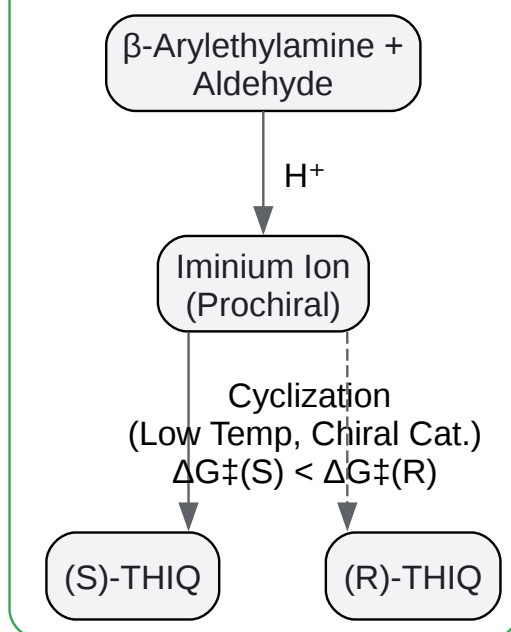 β-Arylethylamine +
Aldehyde
H⁺
Iminium Ion
(Prochiral)
Cyclization
(Low Temp, Chiral Cat.)
ΔG‡(S) < ΔG‡(R)
(S)-THIQ
(R)-THIQ